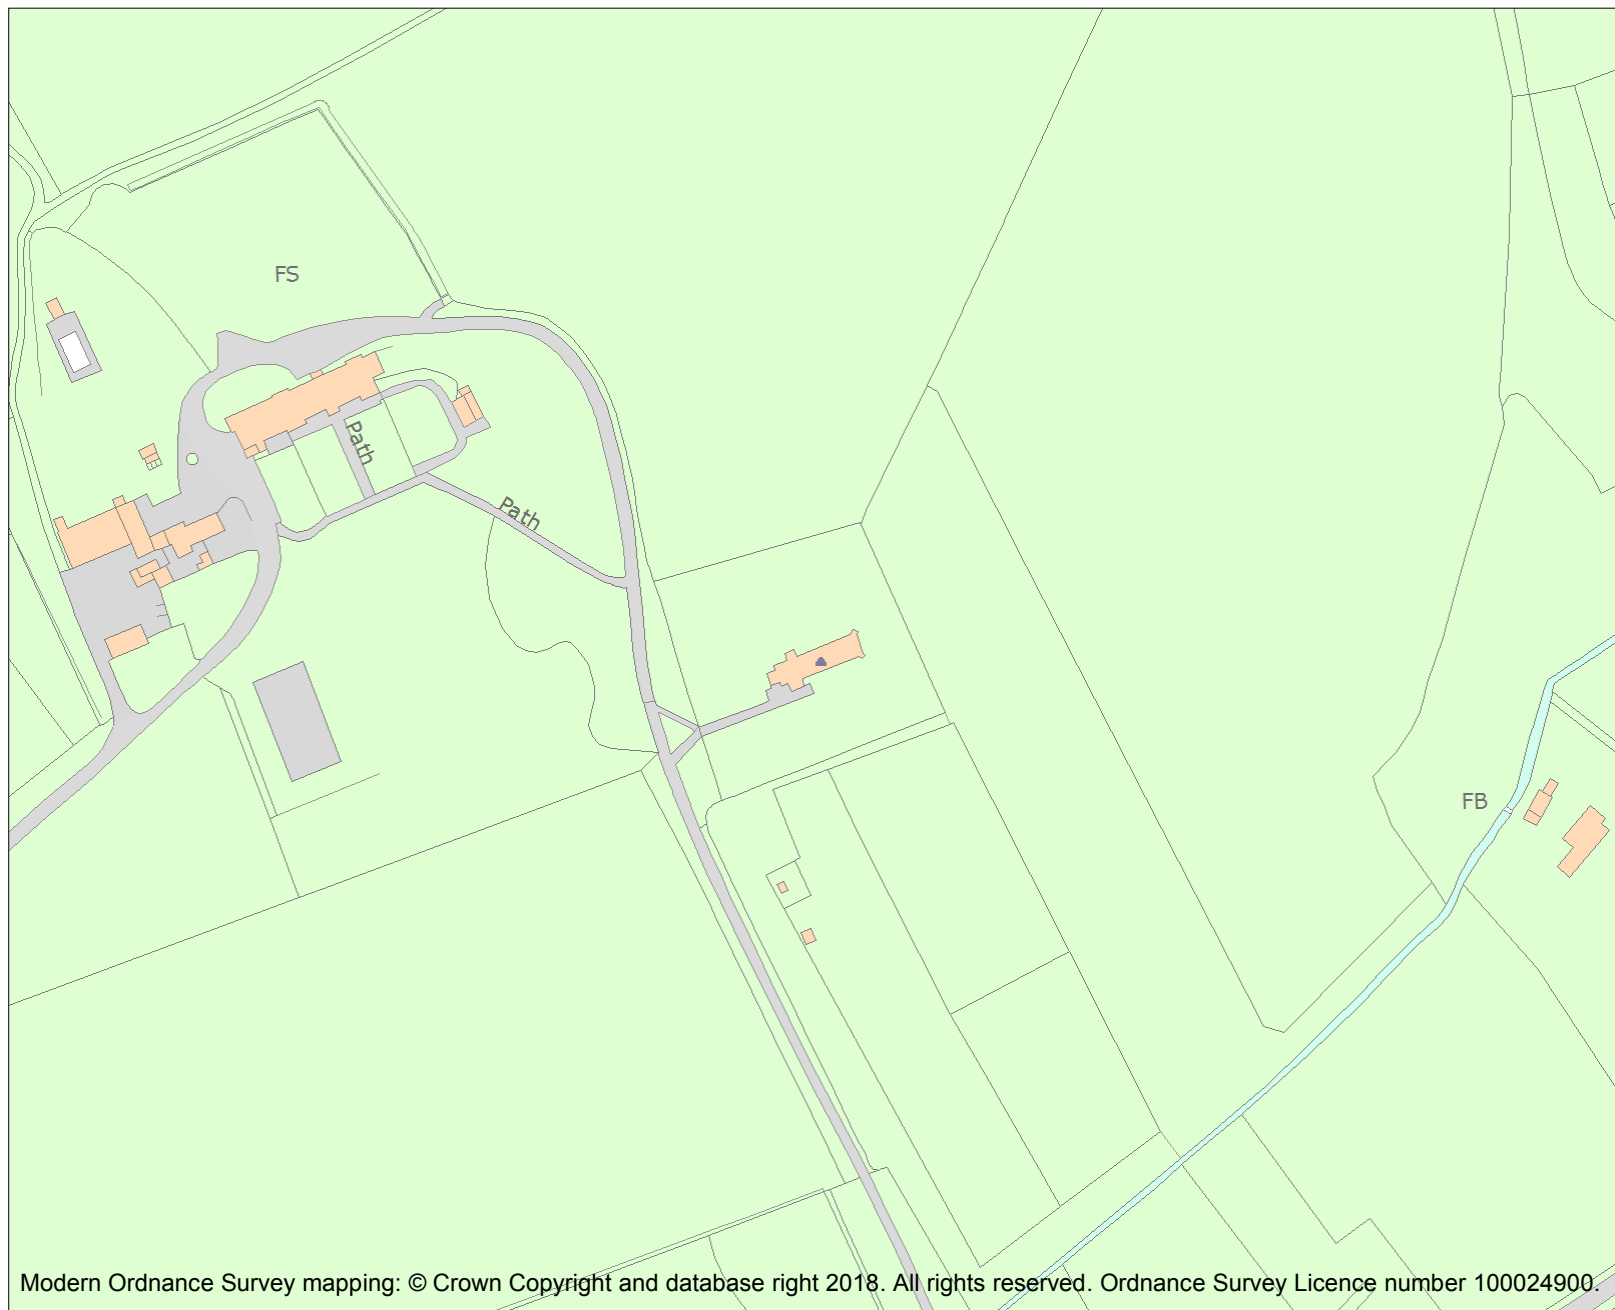 FS
Path
Path
FB
Modern Ordnance Survey mapping: © Crown Copyright and database right 2018. All rights reserved. Ordnance Survey Licence number 100024900.